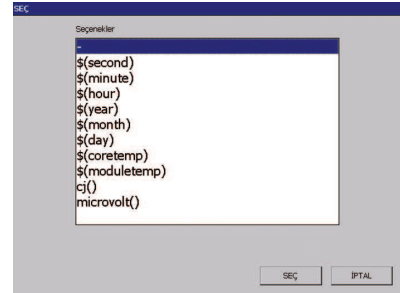 SEÇ
Seçenekler
-
$(second)
$(minute)
$(hour)
$(year)
$(month)
$(day)
$(coretemp)
$(moduletemp)
cj()
microvolt()
SEÇ İPTAL